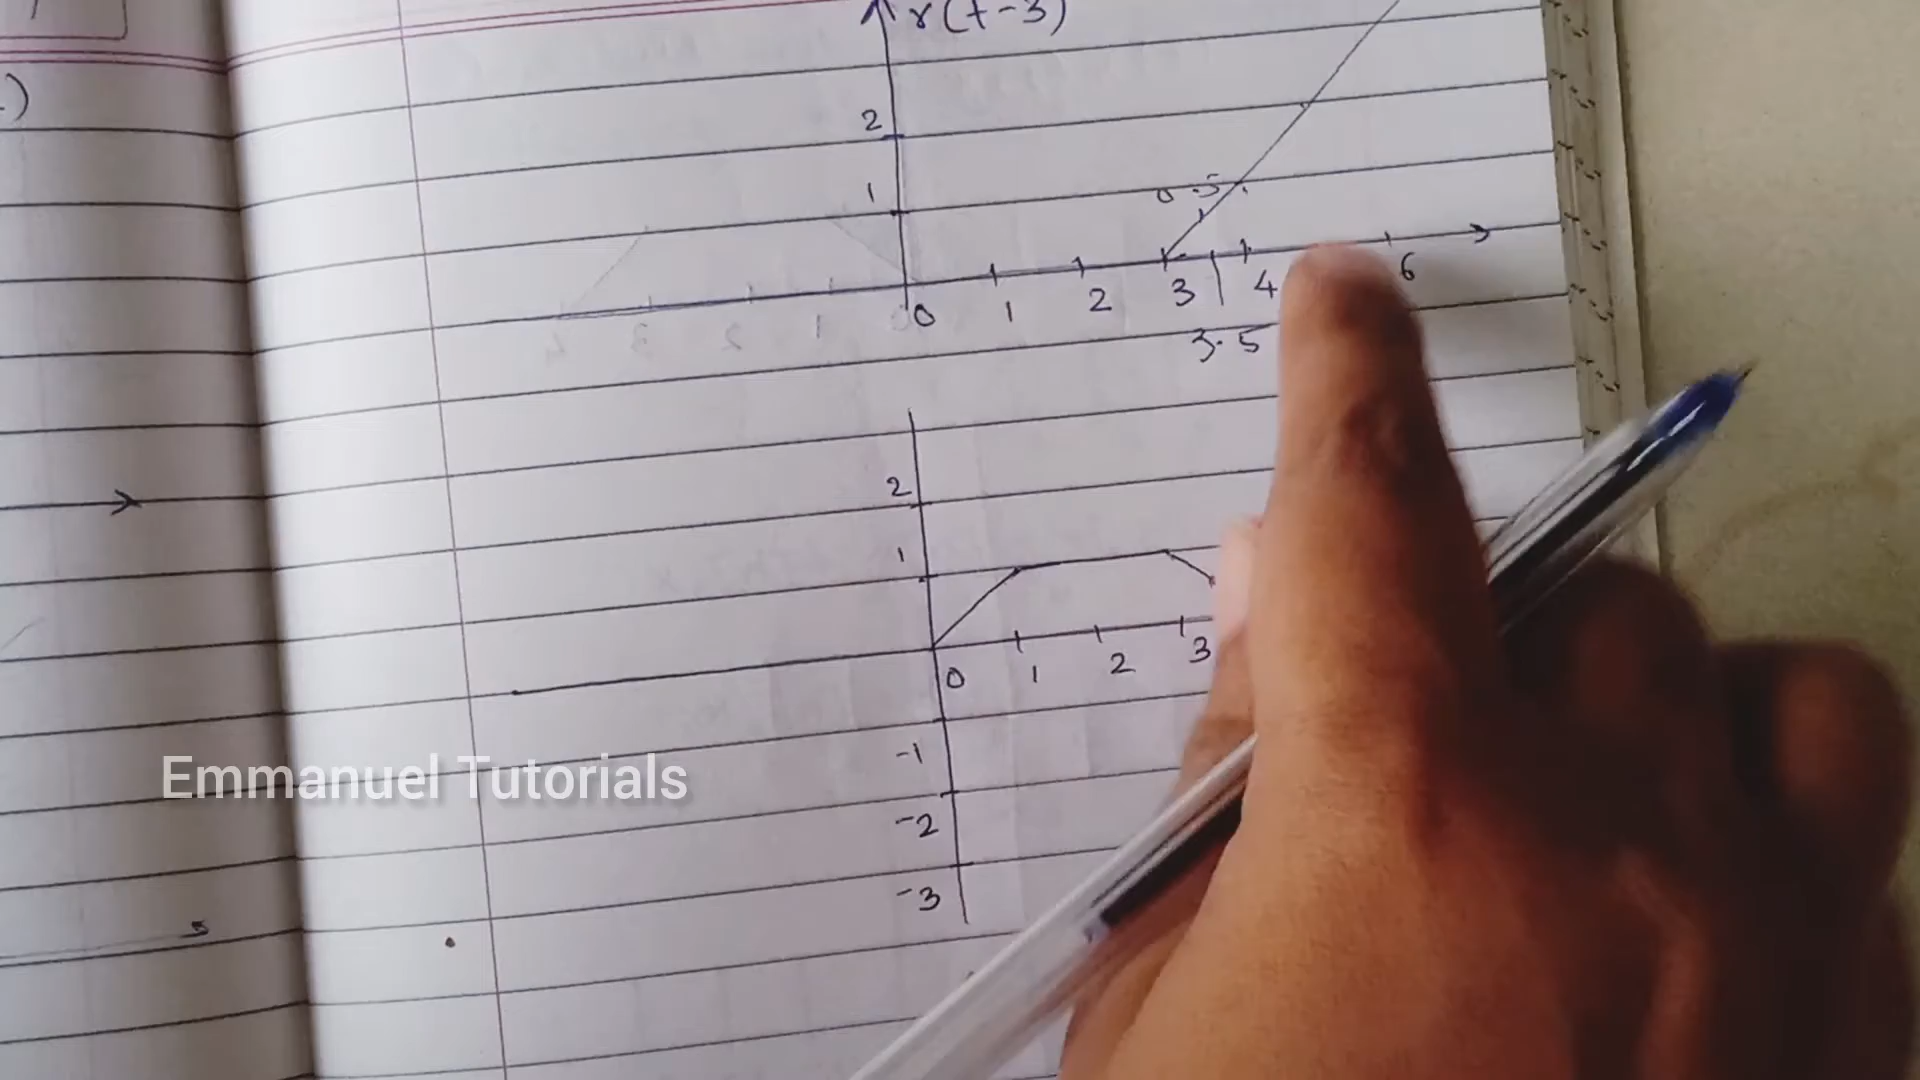 r(t-3)
2
1
0.5
0 1 2 3 4 6
3.5
2
1
0 1 2 3
-1
-2
-3
Emmanuel Tutorials